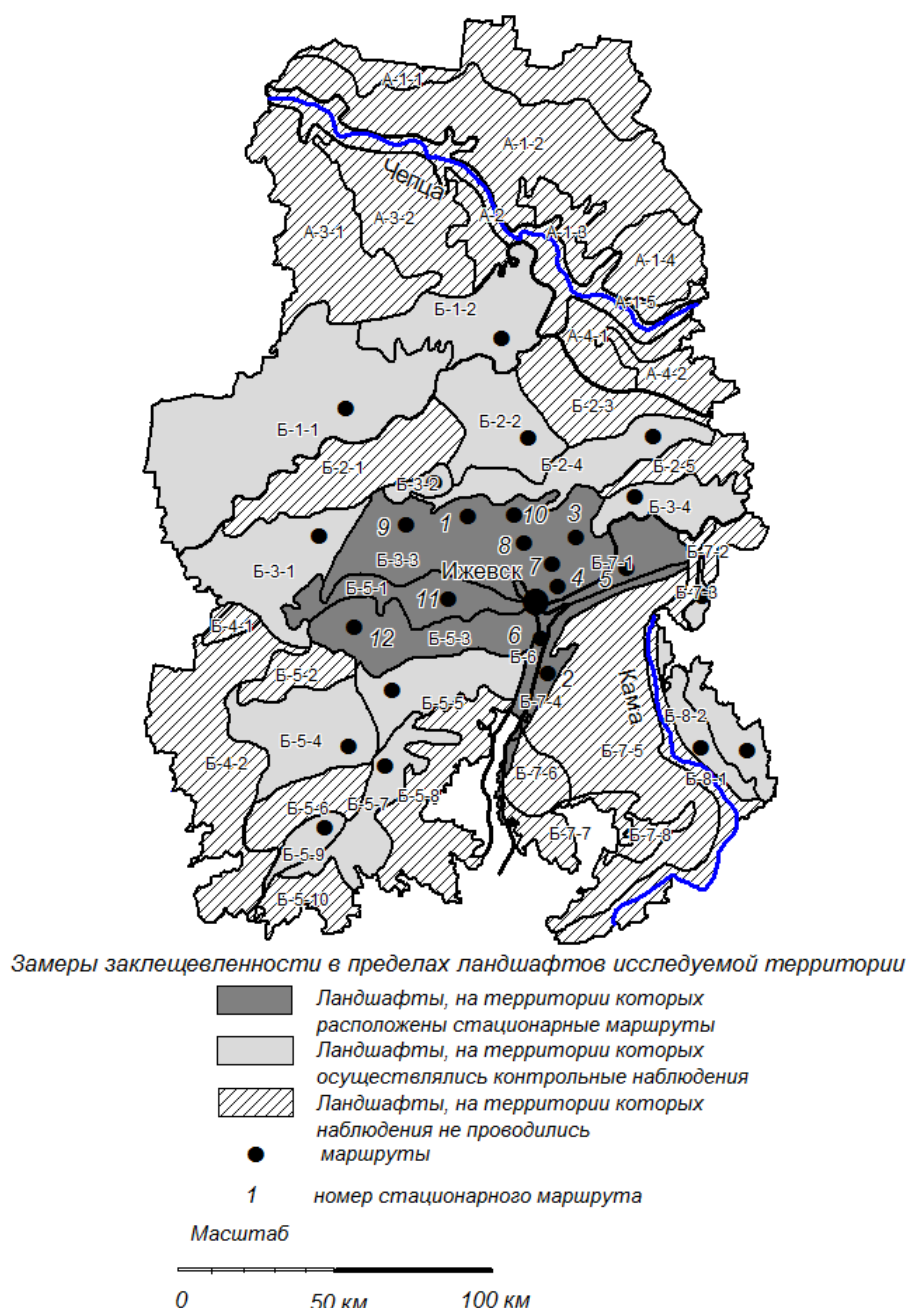 А-1-1
А-1-2
Чепца
А-2
А-3-2
А-3-1
А-1-3
А-1-4
А-1-5
Б-1-2
А-4-1
А-4-2
Б-2-3
Б-1-1
Б-2-2
Б-2-1
Б-2-4
Б-2-5
Б-3-2
Б-3-4
9
1
10
3
8
Б-3-3
7
Б-7-1
Б-7-2
Б-3-1
Ижевск
4
5
Б-5-1
11
Б-7-3
Б-4-1
12
Б-5-3
6
Б-6
2
Б-5-2
Кама
Б-5-5
Б-7-4
Б-8-2
Б-5-4
Б-7-5
Б-4-2
Б-7-6
Б-8-1
Б-5-6
Б-5-7
Б-5-8
Б-7-7
Б-7-8
Б-5-9
Б-5-10
Замеры заклещевленности в пределах ландшафтов исследуемой территории
Ландшафты, на территории которых
расположены стационарные маршруты
Ландшафты, на территории которых
осуществлялись контрольные наблюдения
Ландшафты, на территории которых
наблюдения не проводились
маршруты
1 номер стационарного маршрута
Масштаб
0 50 км 100 км